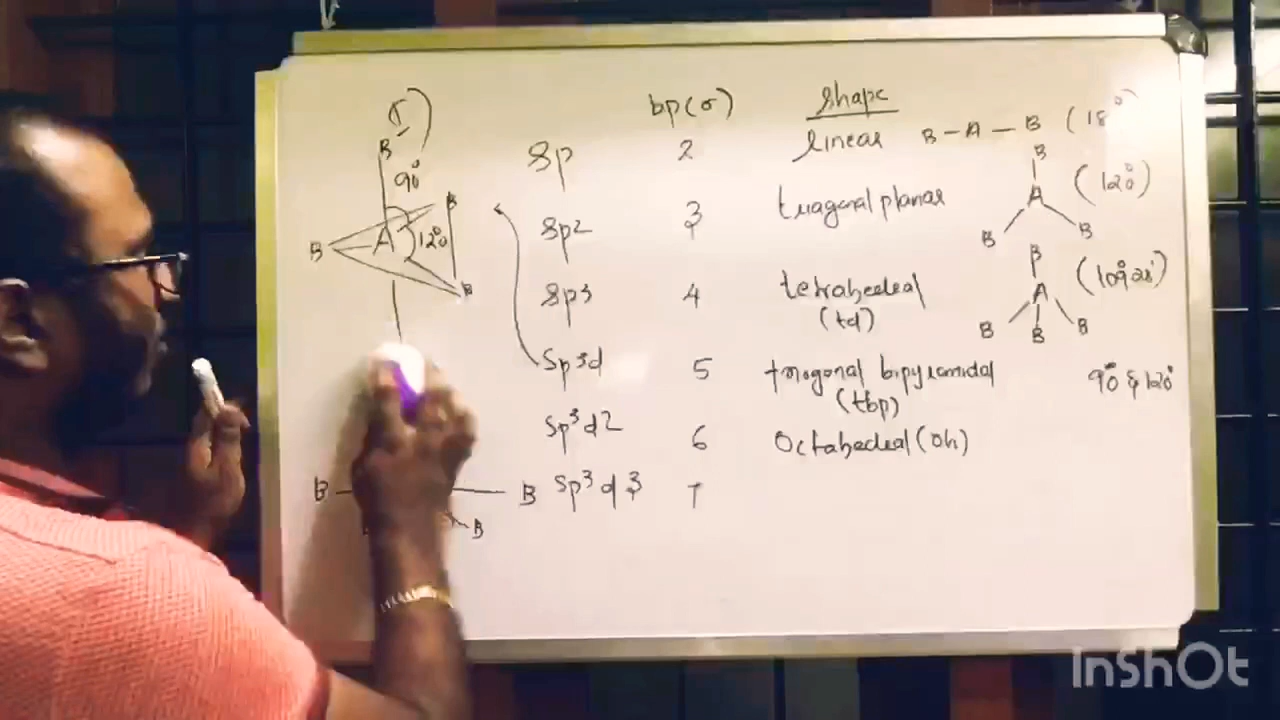 bp(σ) shape
sp 2 linear B – A – B (18°)
B
90°
B
B A 120°
B
sp2 3 triagonal planar (120°)
B
A
B B
sp3 4 tetrahedral (109°28')
(td)
B
A
B B B
sp³d 5 trigonal bipyramidal 90° & 120°
(tbp)
sp³d2 6 Octahedral (Oh)
B B sp³d3 7
B
InShOt